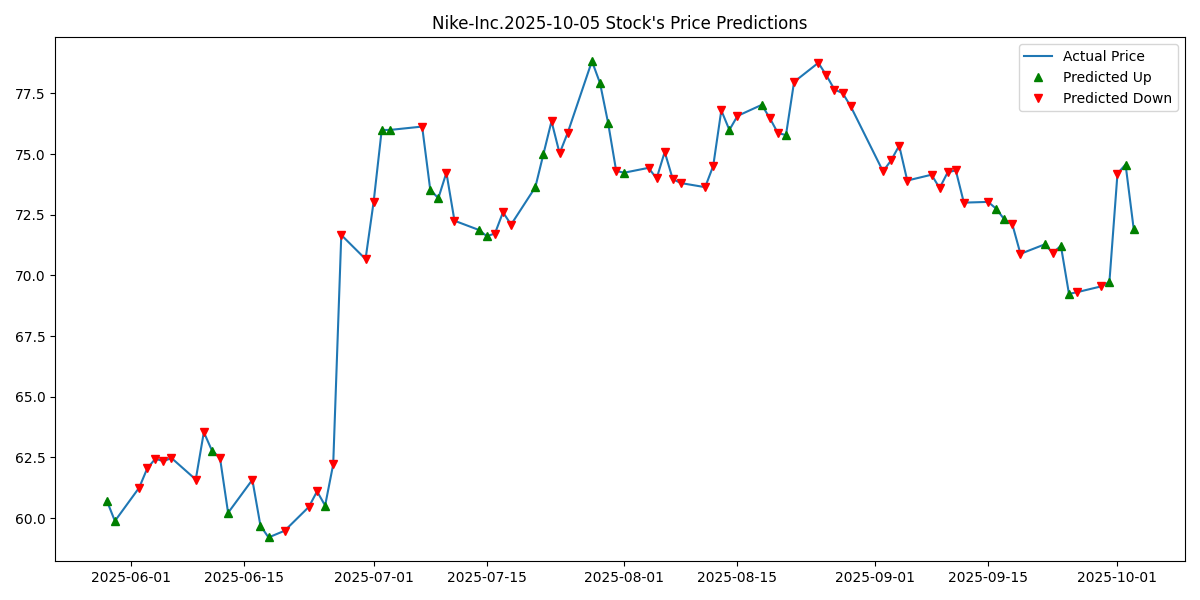 Nike-Inc.2025-10-05 Stock's Price Predictions
Actual Price
Predicted Up
Predicted Down
77.5
75.0
72.5
70.0
67.5
65.0
62.5
60.0
2025-06-01 2025-06-15 2025-07-01 2025-07-15 2025-08-01 2025-08-15 2025-09-01 2025-09-15 2025-10-01